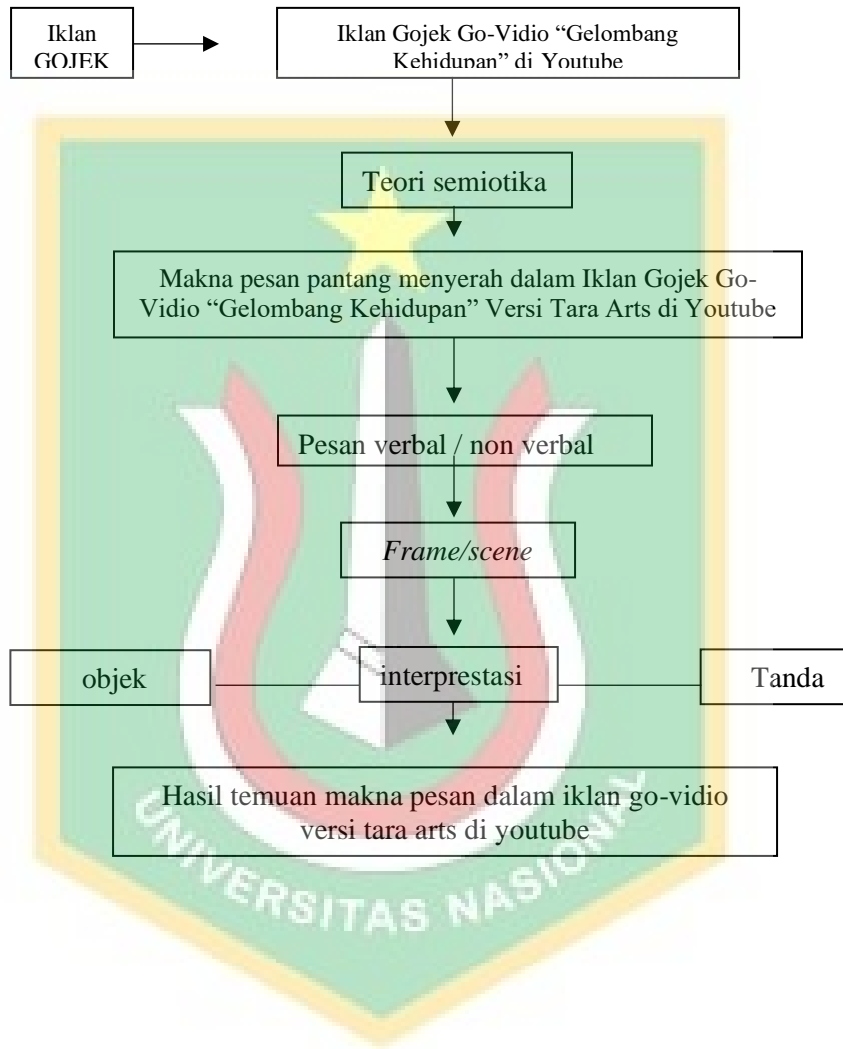 Iklan
GOJEK
Iklan Gojek Go-Vidio “Gelombang
Kehidupan” di Youtube
Teori semiotika
Makna pesan pantang menyerah dalam Iklan Gojek Go-
Vidio “Gelombang Kehidupan” Versi Tara Arts di Youtube
Pesan verbal / non verbal
Frame/scene
objek
interprestasi
Tanda
Hasil temuan makna pesan dalam iklan go-vidio
versi tara arts di youtube
UNIVERSITAS NASIONAL